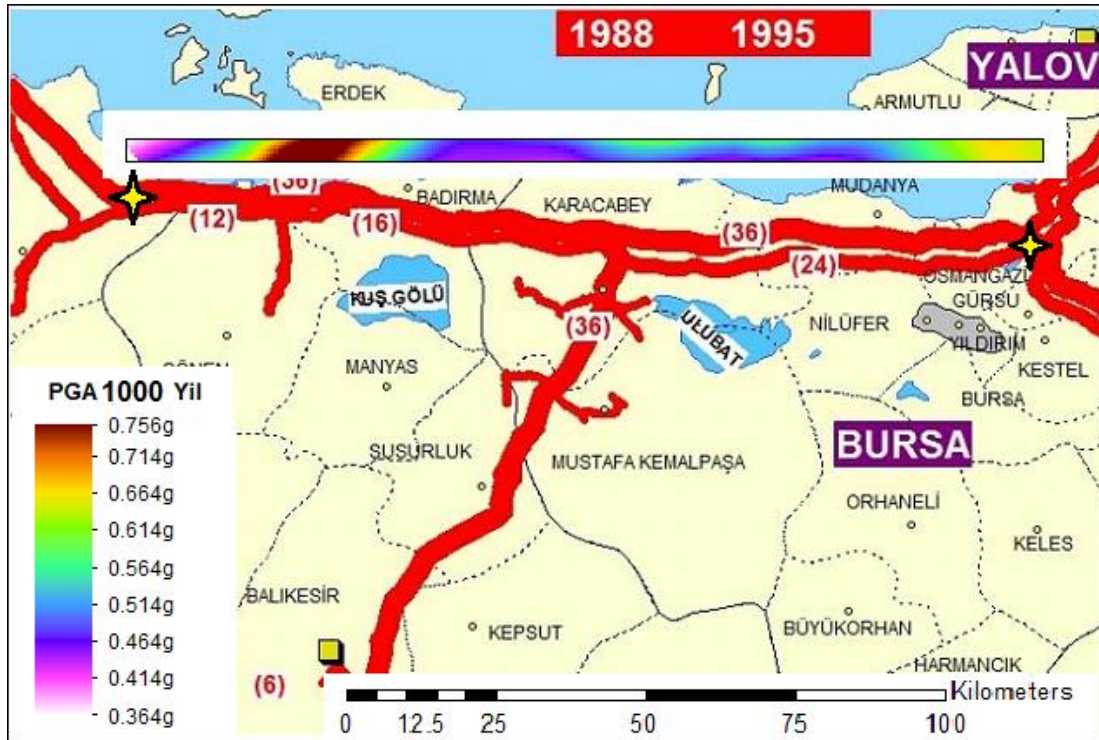 1988 1995
YALOV
ERDEK
ARMUTLU
(36)
BADIRMA
MUDANYA
(12)
(16)
KARACABEY
(36)
(24)
OSMANGAZİ
KUŞ GÖLÜ
GÜRSU
(36)
ULUBAT
NİLÜFER
YILDIRIM
MANYAS
KESTEL
BURSA
PGA 1000 Yil
0.756g
0.714g
0.664g
0.614g
0.564g
0.514g
0.464g
0.414g
0.364g
SUSURLUK
MUSTAFA KEMALPAŞA
BURSA
ORHANELİ
KELES
BALIKESİR
KEPSUT
BÜYÜKORHAN
HARMANCIK
(6)
Kilometers
0 12.5 25 50 75 100